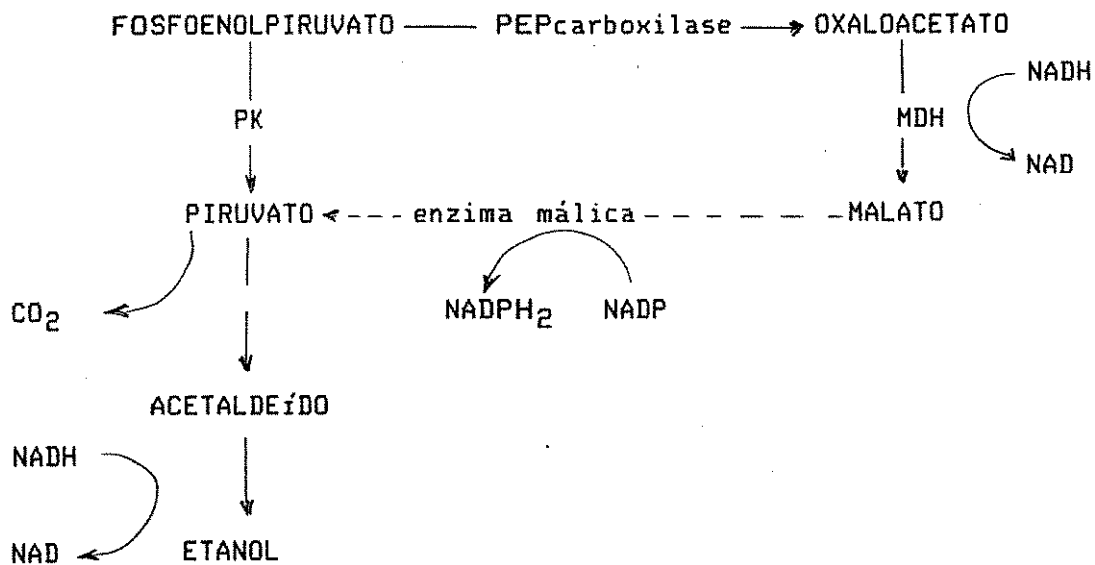 FOSFOENOLPIRUVATO PEPcarboxilase OXALOACETATO
NADH
PK MDH
NAD
PIRUVATO enzima málica MALATO
CO2 NADPH2 NADP
ACETALDEíDO
NADH
NAD ETANOL